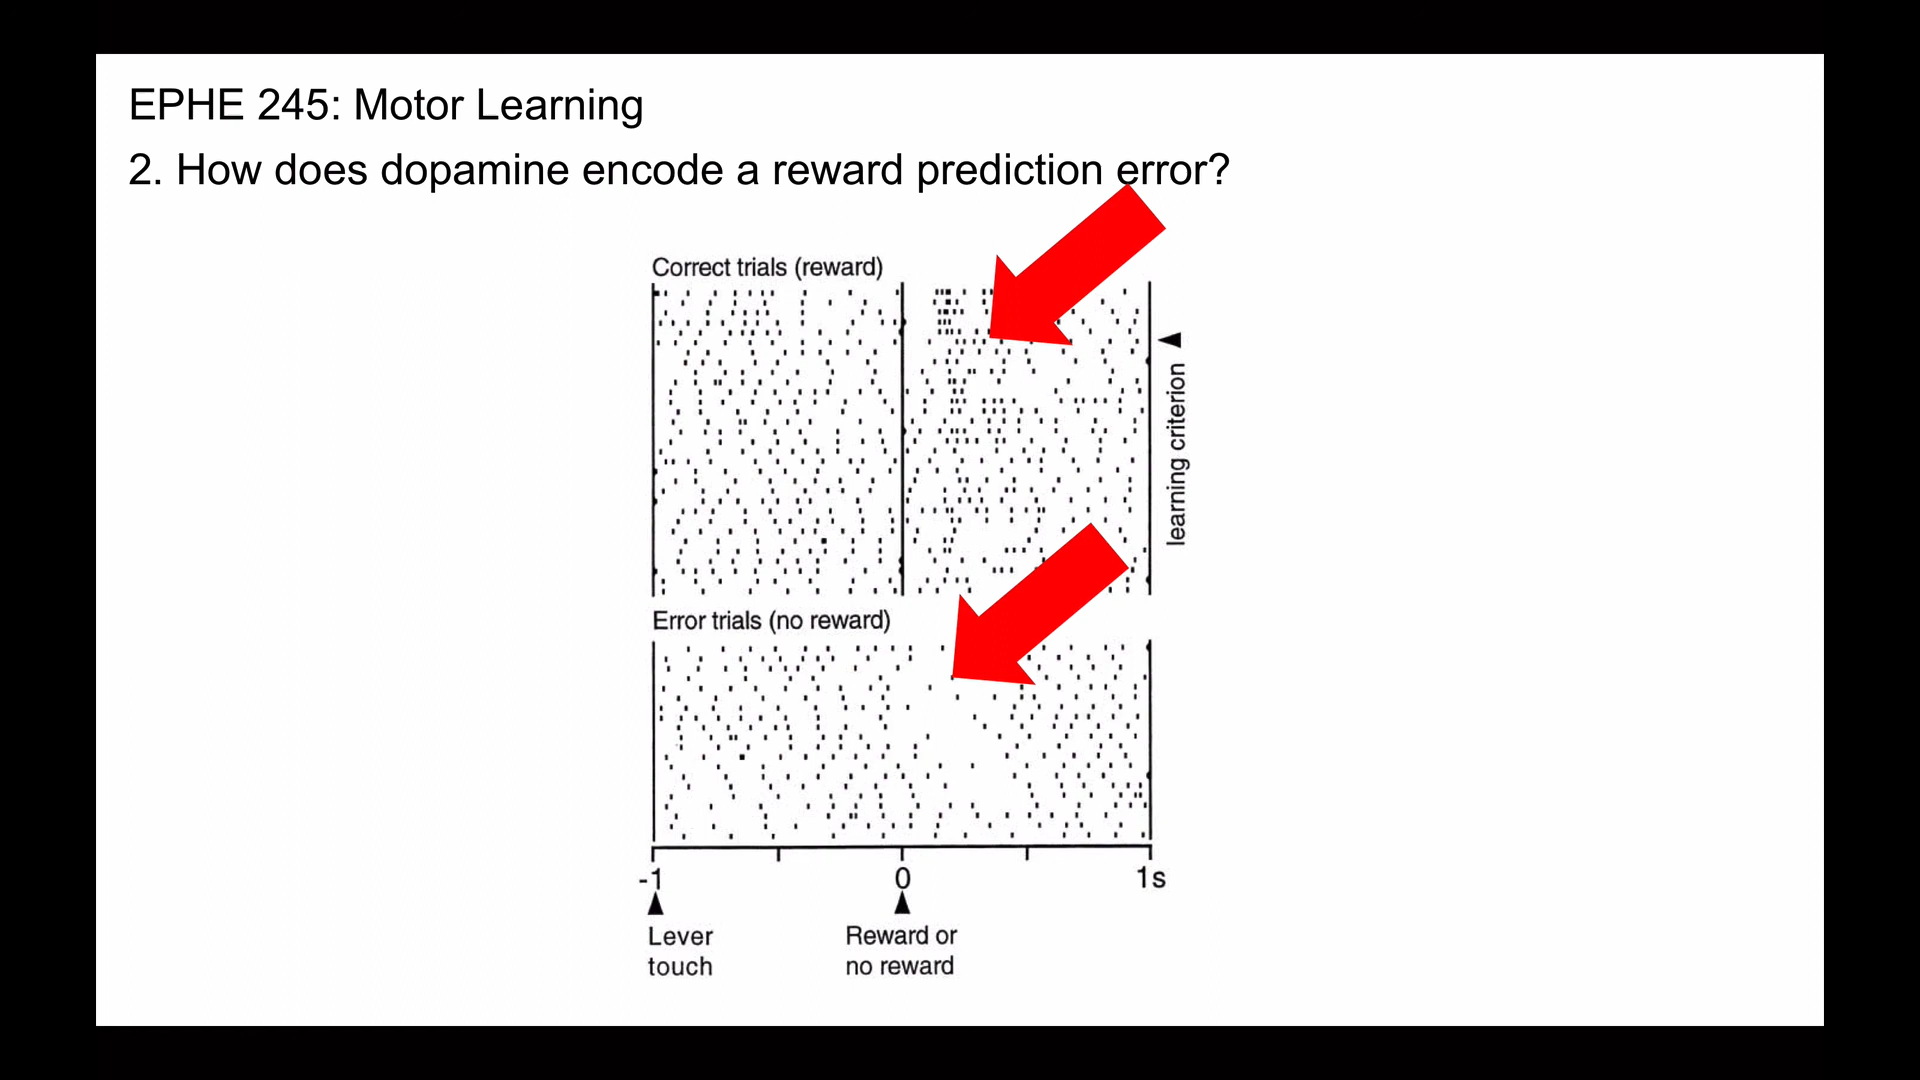 EPHE 245: Motor Learning
2. How does dopamine encode a reward prediction error?
Correct trials (reward)
learning criterion
Error trials (no reward)
-1 0 1s
Lever touch
Reward or no reward